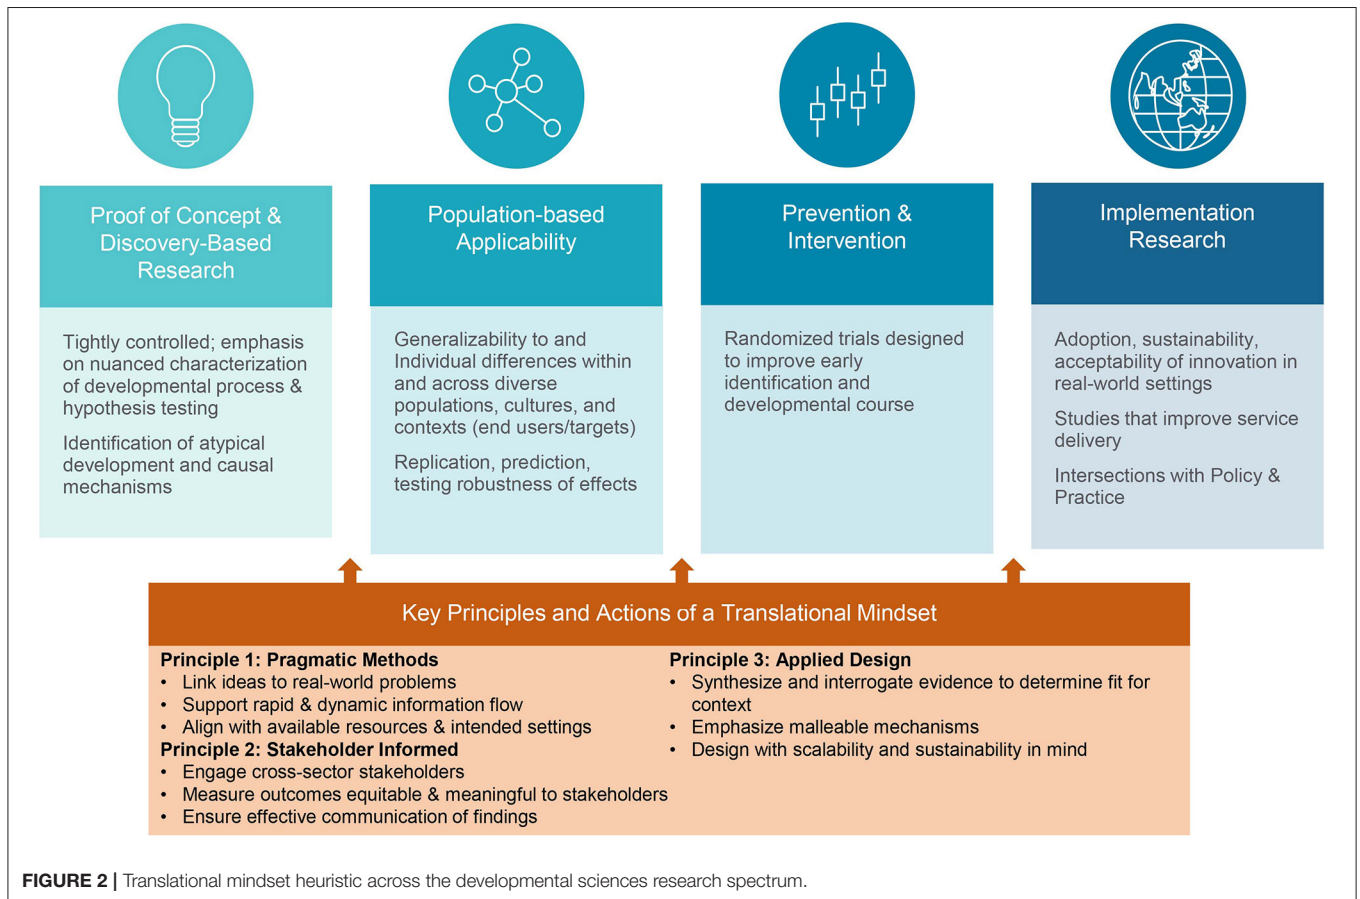 Proof of Concept &
Discovery-Based
Research
Tightly controlled; emphasis
on nuanced characterization
of developmental process &
hypothesis testing
Identification of atypical
development and causal
mechanisms
Population-based
Applicability
Generalizability to and
Individual differences within
and across diverse
populations, cultures, and
contexts (end users/targets)
Replication, prediction,
testing robustness of effects
Prevention &
Intervention
Randomized trials designed
to improve early
identification and
developmental course
Implementation
Research
Adoption, sustainability,
acceptability of innovation in
real-world settings
Studies that improve service
delivery
Intersections with Policy &
Practice
Key Principles and Actions of a Translational Mindset
Principle 1: Pragmatic Methods
• Link ideas to real-world problems
• Support rapid & dynamic information flow
• Align with available resources & intended settings
Principle 2: Stakeholder Informed
• Engage cross-sector stakeholders
• Measure outcomes equitable & meaningful to stakeholders
• Ensure effective communication of findings
Principle 3: Applied Design
• Synthesize and interrogate evidence to determine fit for
context
• Emphasize malleable mechanisms
• Design with scalability and sustainability in mind
FIGURE 2 | Translational mindset heuristic across the developmental sciences research spectrum.